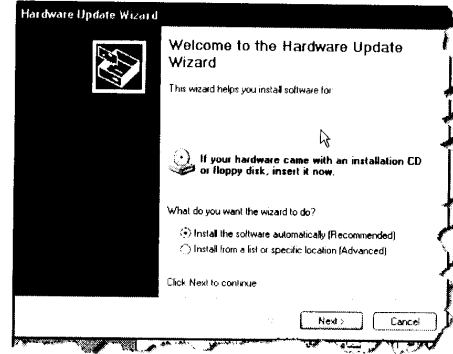 Hardware Update Wizard
Welcome to the Hardware Update
Wizard
This wizard helps you install software for
If your hardware came with an installation CD
or floppy disk, insert it now.
What do you want the wizard to do?
Install the software automatically (Recommended)
Install from a list or specific location (Advanced)
Click Next to continue
Next >
Cancel